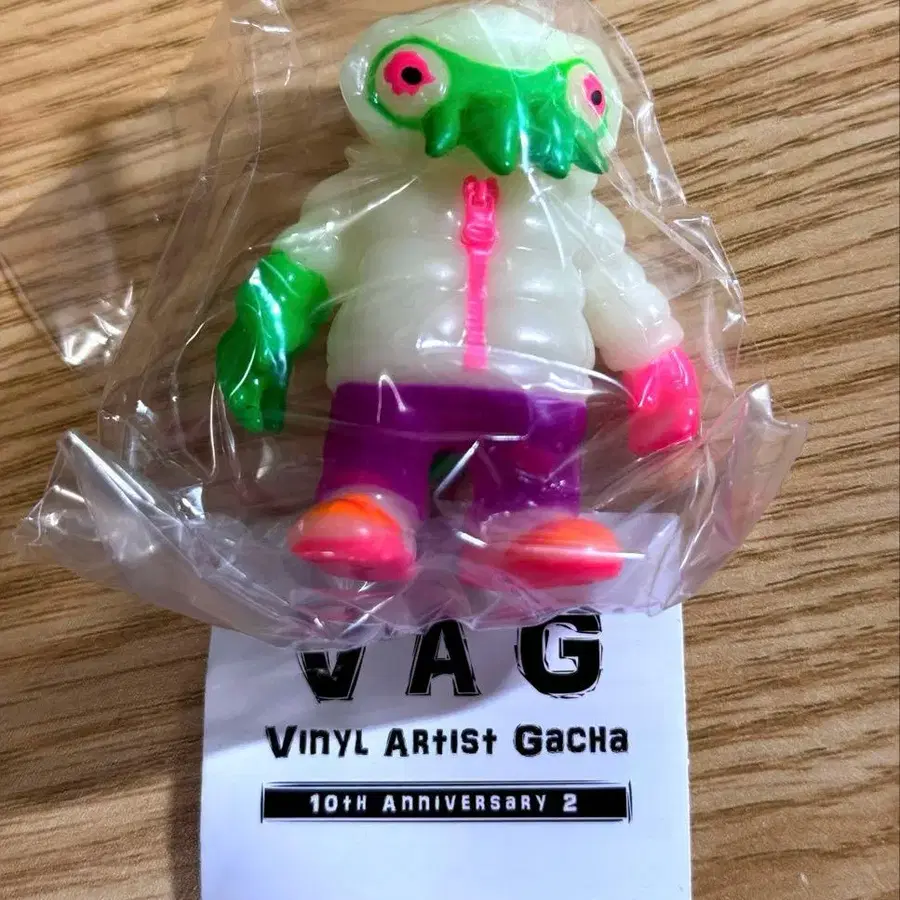 VAG
Vinyl Artist Gacha
10th Anniversary 2